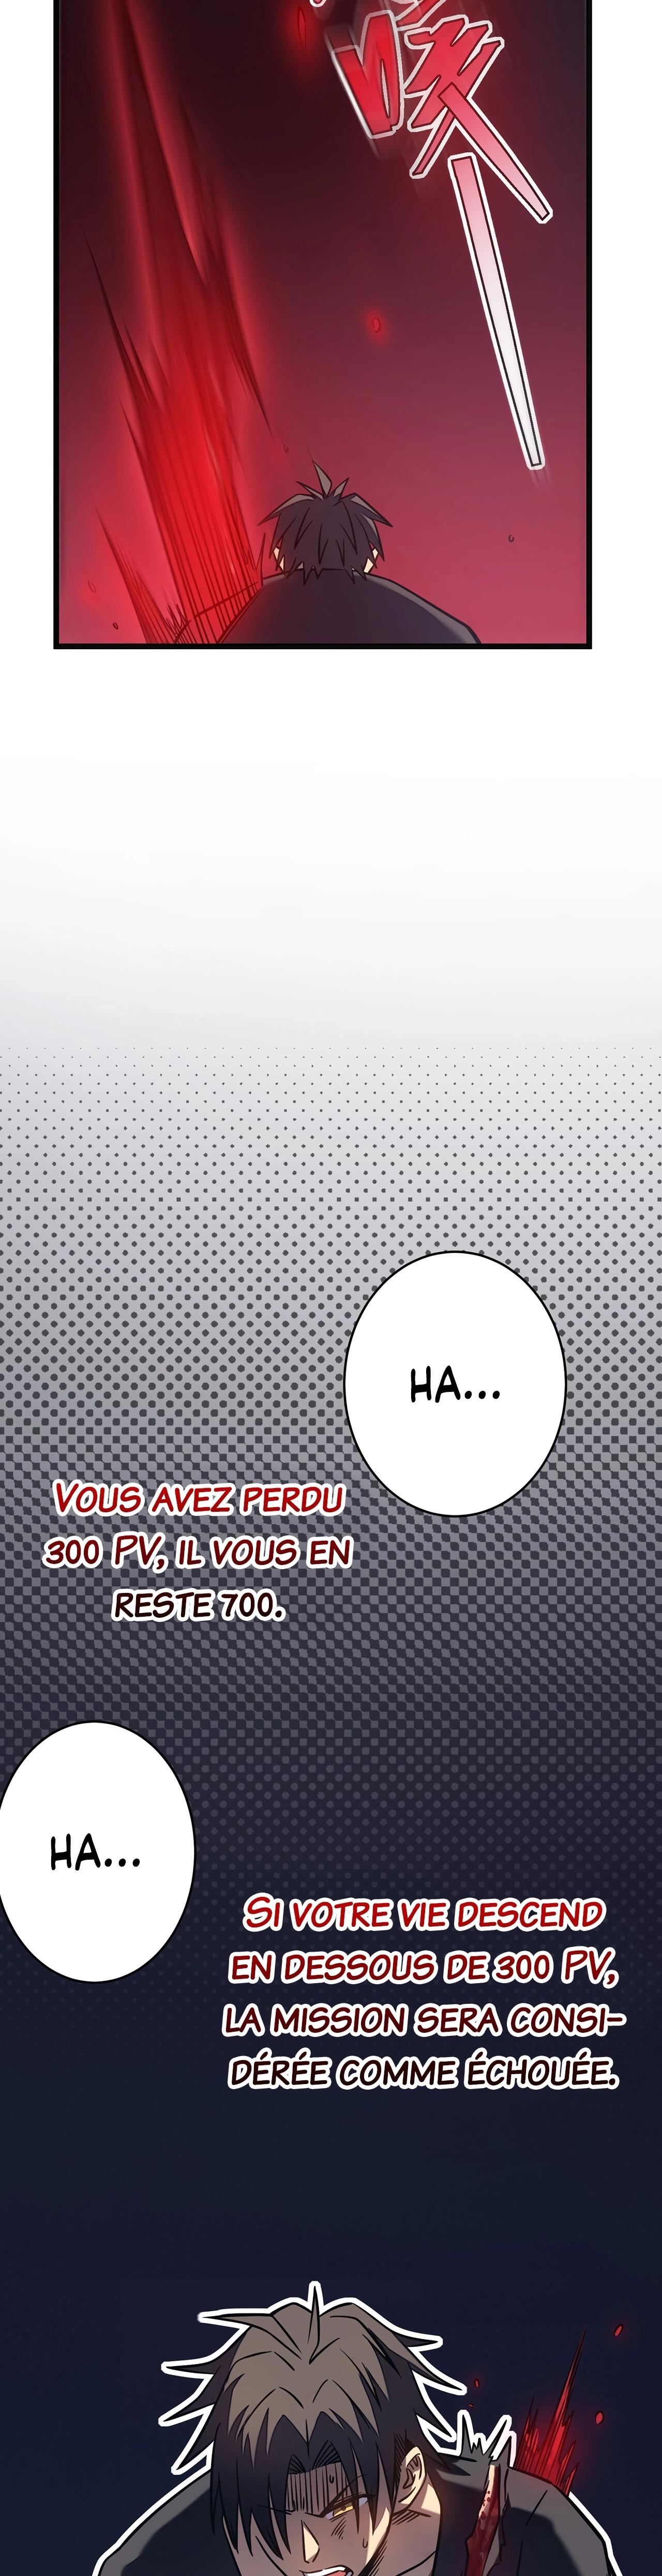 HA...
VOUS AVEZ PERDU
300 PV, IL VOUS EN
RESTE 700.
HA...
SI VOTRE VIE DESCEND
EN DESSOUS DE 300 PV,
LA MISSION SERA CONSI-
DÉRÉE COMME ÉCHOUÉE.